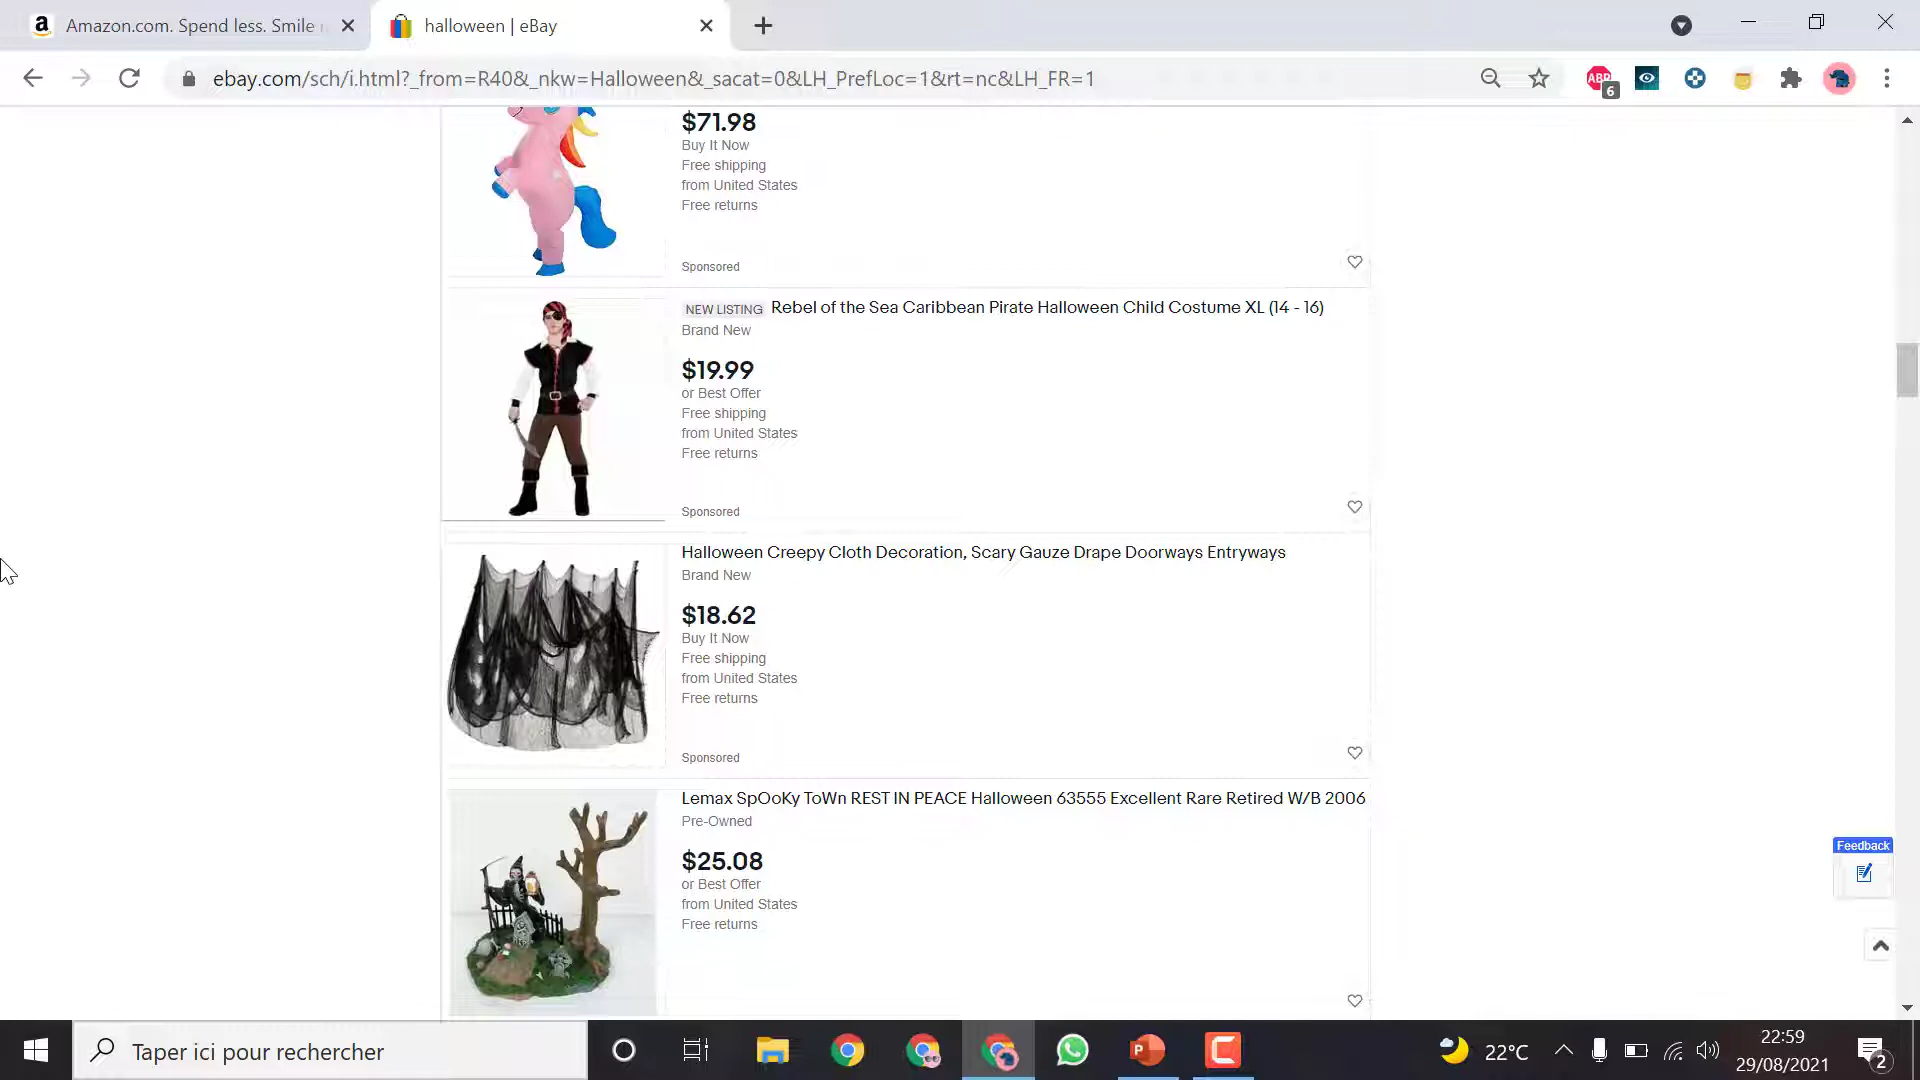 Amazon.com. Spend less. Smile
halloween | eBay
ebay.com/sch/i.html?_from=R40&_nkw=Halloween&_sacat=0&LH_PrefLoc=1&rt=nc&LH_FR=1
ABP
6
$71.98
Buy It Now
Free shipping
from United States
Free returns
Sponsored
NEW LISTING Rebel of the Sea Caribbean Pirate Halloween Child Costume XL (14 - 16)
Brand New
$19.99
or Best Offer
Free shipping
from United States
Free returns
Sponsored
Halloween Creepy Cloth Decoration, Scary Gauze Drape Doorways Entryways
Brand New
$18.62
Buy It Now
Free shipping
from United States
Free returns
Sponsored
Lemax SpOoKy ToWn REST IN PEACE Halloween 63555 Excellent Rare Retired W/B 2006
Pre-Owned
$25.08
or Best Offer
from United States
Free returns
Feedback
Taper ici pour rechercher
22°C
22:59
29/08/2021
2